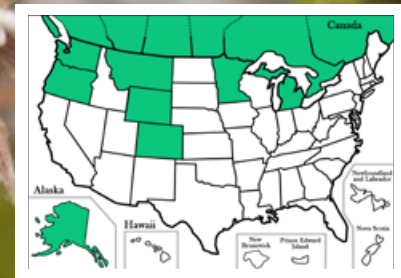 Canada
Newfoundland
and Labrador
Alaska
Hawaii
New
Brunswick
Prince Edward
Island
Nova Scotia